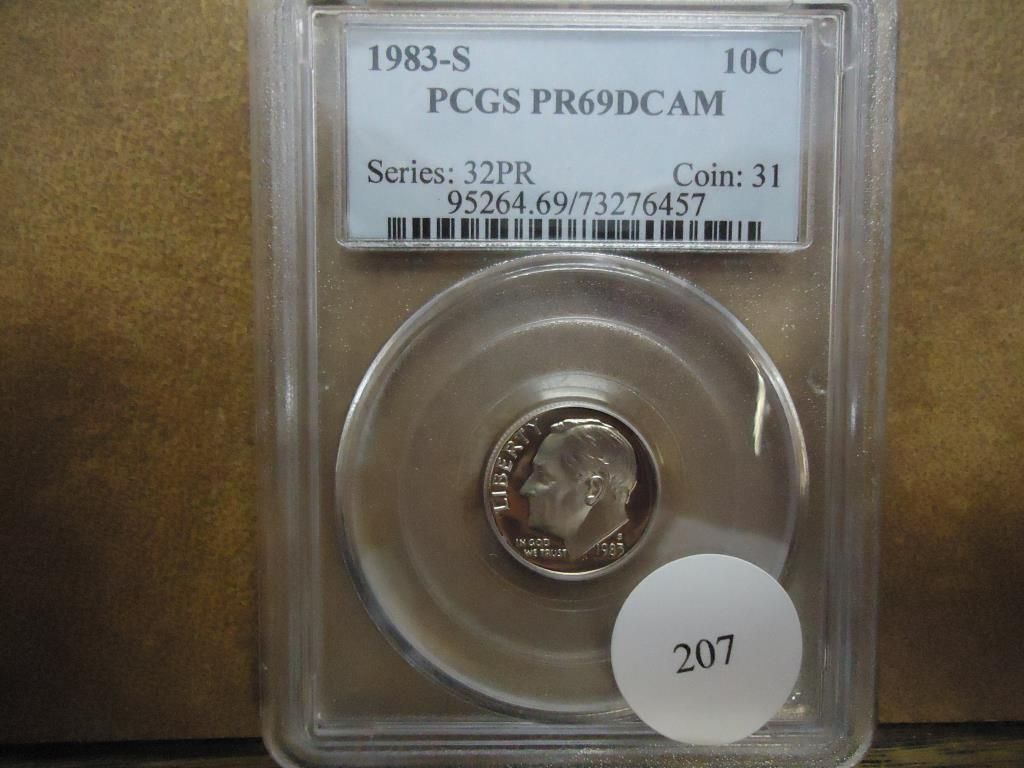 1983-S 10C
PCGS PR69DCAM
Series: 32PR Coin: 31
95264.69/73276457
LIBERTY
IN GOD
WE TRUST
S
1983
207